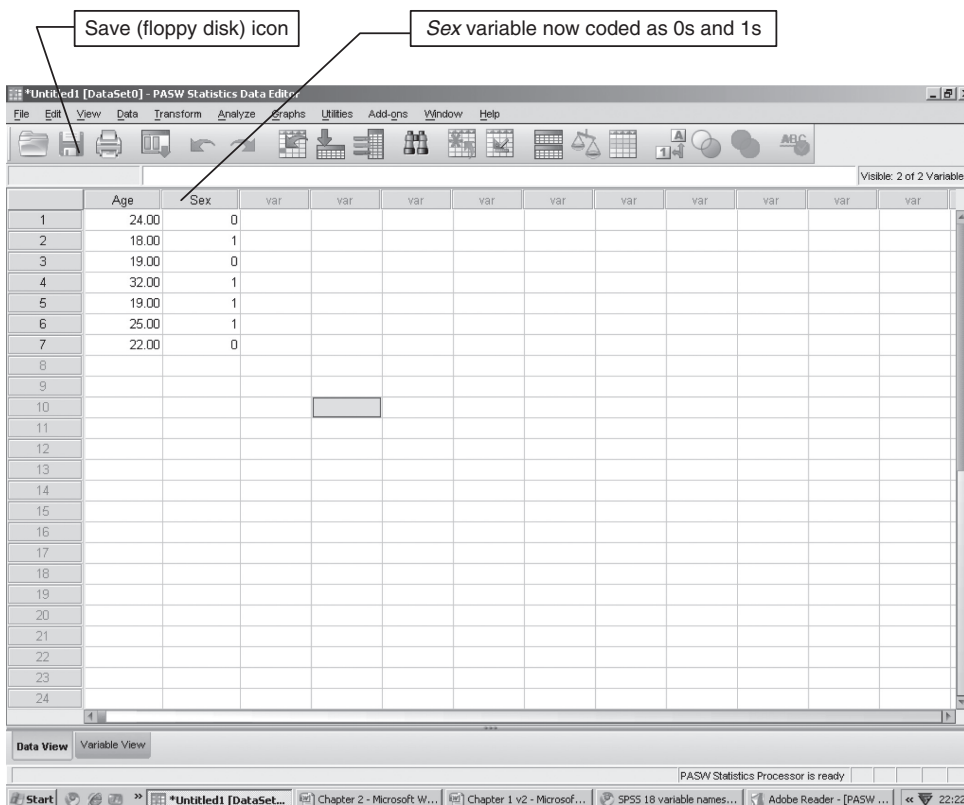 Save (floppy disk) icon
Sex variable now coded as 0s and 1s
*Untitled1 [DataSet0] - PASW Statistics Data Editor
File Edit View Data Transform Analyze Graphs Utilities Add-ons Window Help
Visible: 2 of 2 Variable
Age Sex var var var var var var var var var var
1 24.00 0
2 18.00 1
3 19.00 0
4 32.00 1
5 19.00 1
6 25.00 1
7 22.00 0
8
9
10
11
12
13
14
15
16
17
18
19
20
21
22
23
24
Data View Variable View
PASW Statistics Processor is ready
Start » *Untitled1 [DataSet... Chapter 2 - Microsoft W... Chapter 1 v2 - Microsof... SPSS 18 variable names... Adobe Reader - [PASW ... « 22:22